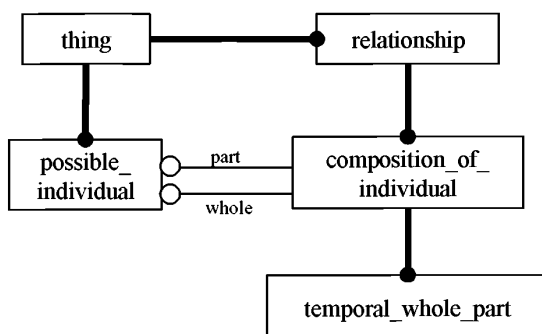 thing
relationship
possible_
individual
part
whole
composition_of_
individual
temporal_whole_part